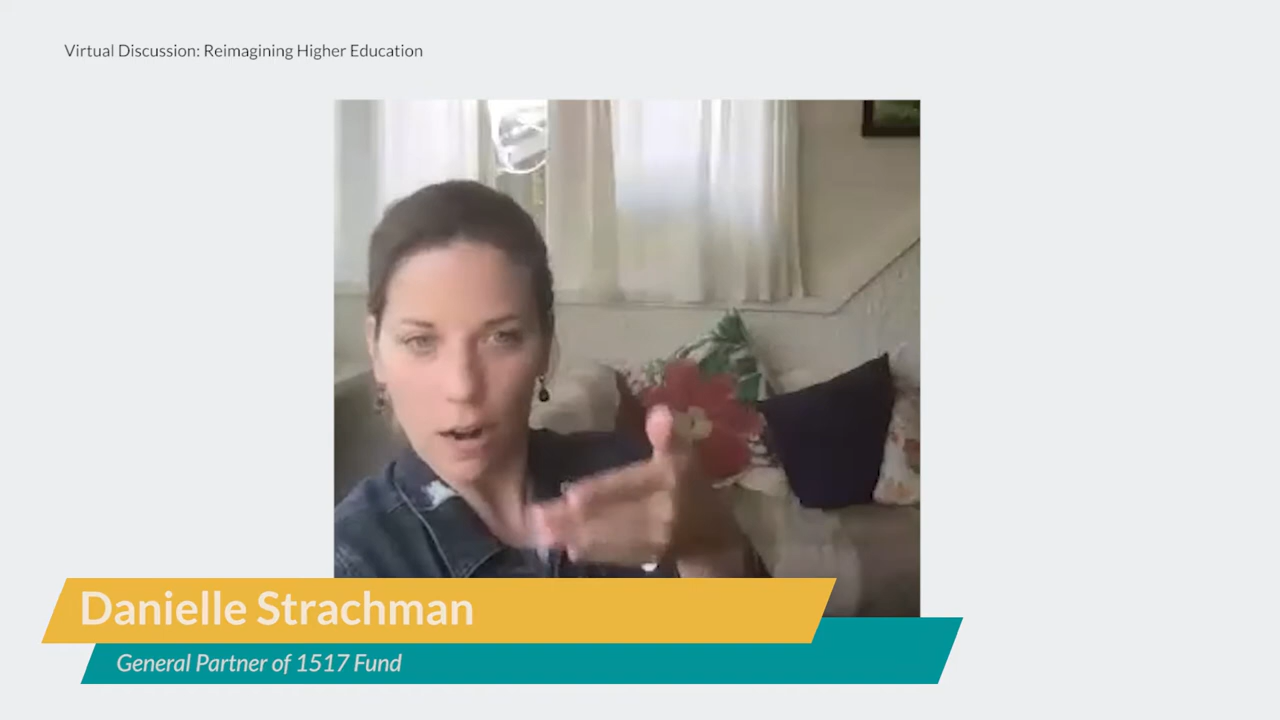 Virtual Discussion: Reimagining Higher Education
Danielle Strachman
General Partner of 1517 Fund